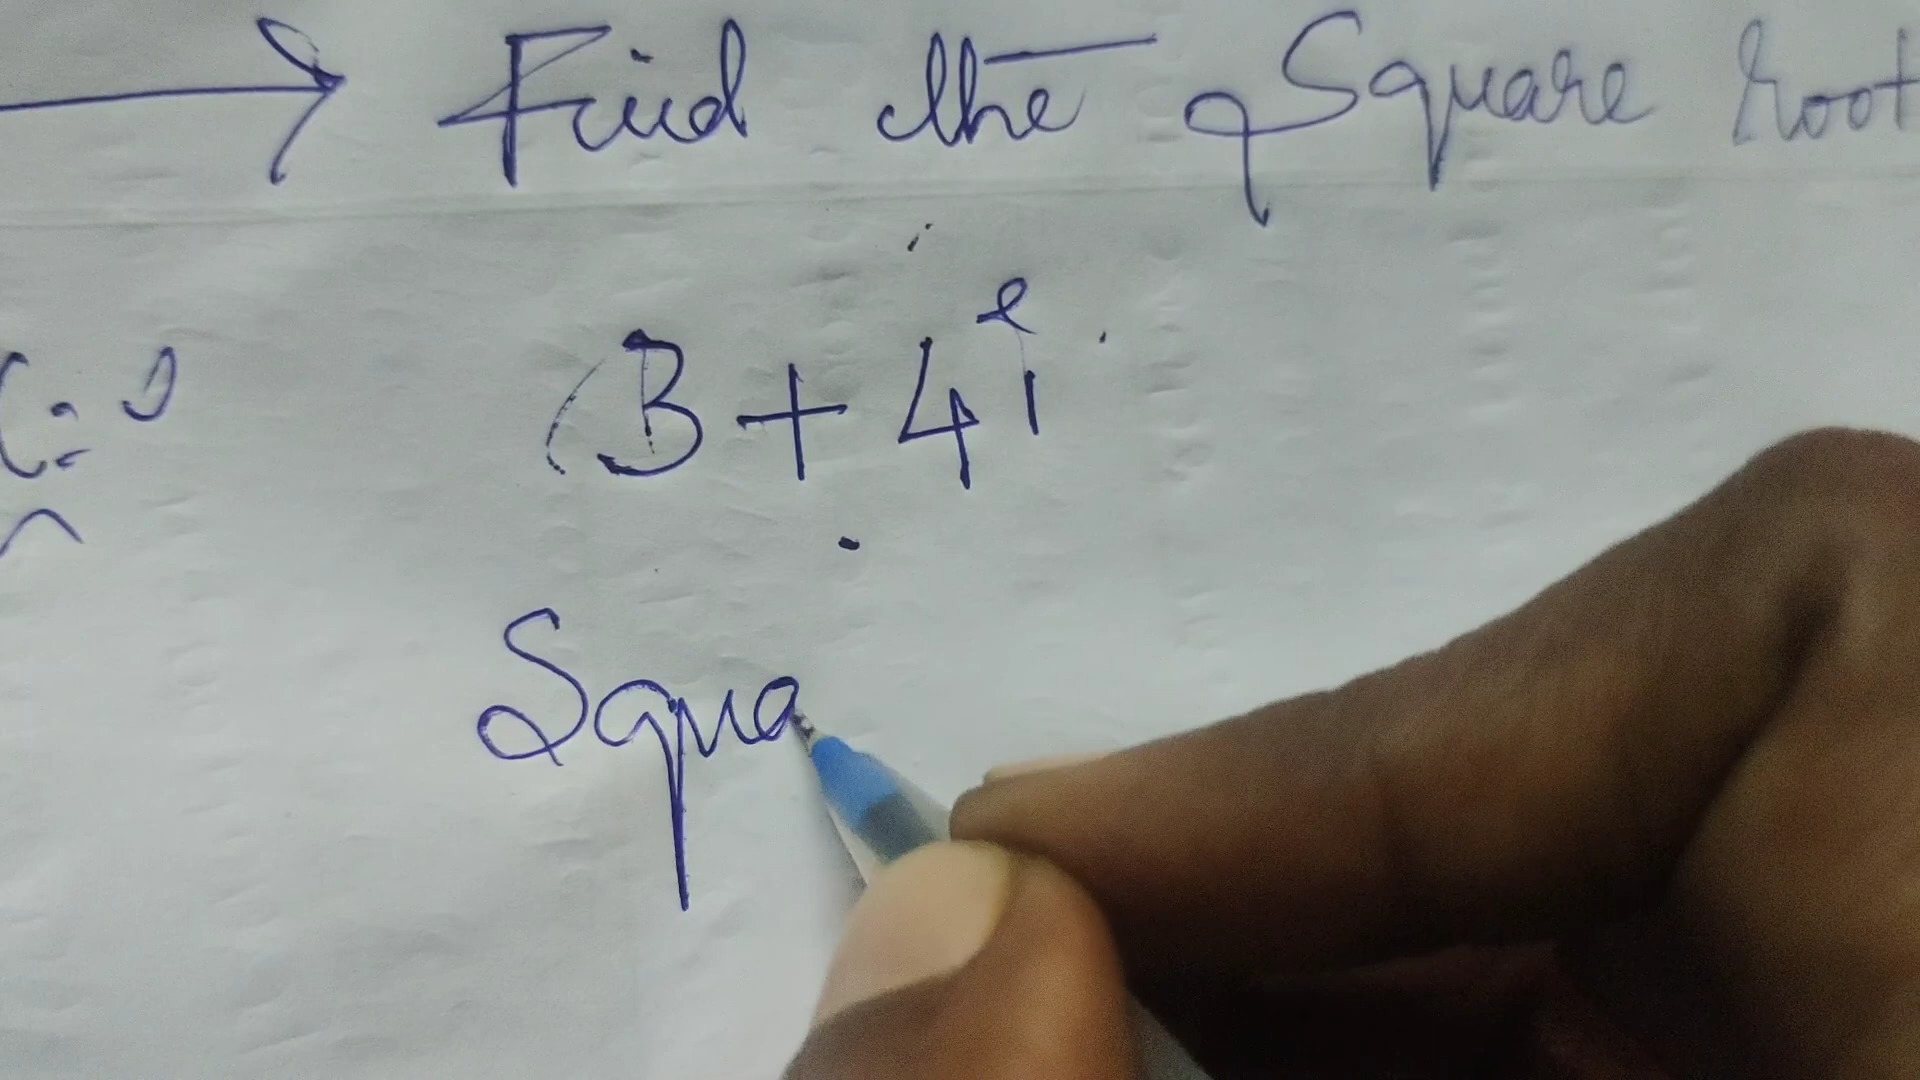 → Find the Square root
(3 + 4i
Squa